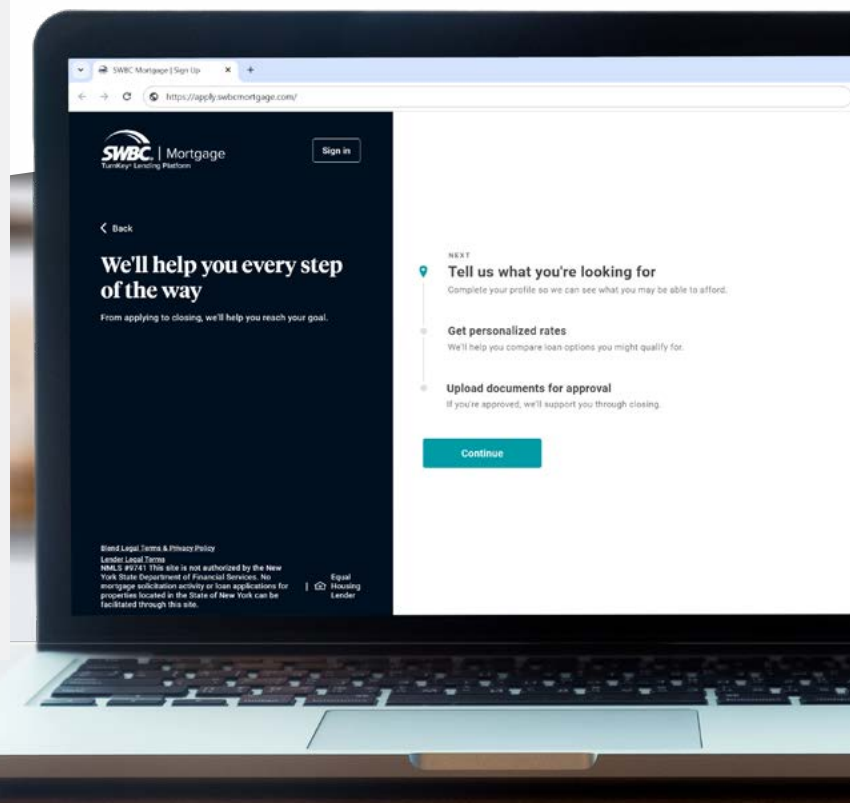 SWBC Mortgage | Sign Up
https://apply.swbcmortgage.com/
SWBC | Mortgage
TurnKey® Lending Platform
Sign in
Back
We'll help you every step
of the way
From applying to closing, we'll help you reach your goal.
Blend Legal Terms & Privacy Policy
Lender Legal Terms
NMLS #9741 This site is not authorized by the New
York State Department of Financial Services. No
mortgage solicitation activity or loan applications for
properties located in the State of New York can be
facilitated through this site.
| Equal
Housing
Lender
NEXT
Tell us what you're looking for
Complete your profile so we can see what you may be able to afford.
Get personalized rates
We'll help you compare loan options you might qualify for.
Upload documents for approval
If you're approved, we'll support you through closing.
Continue